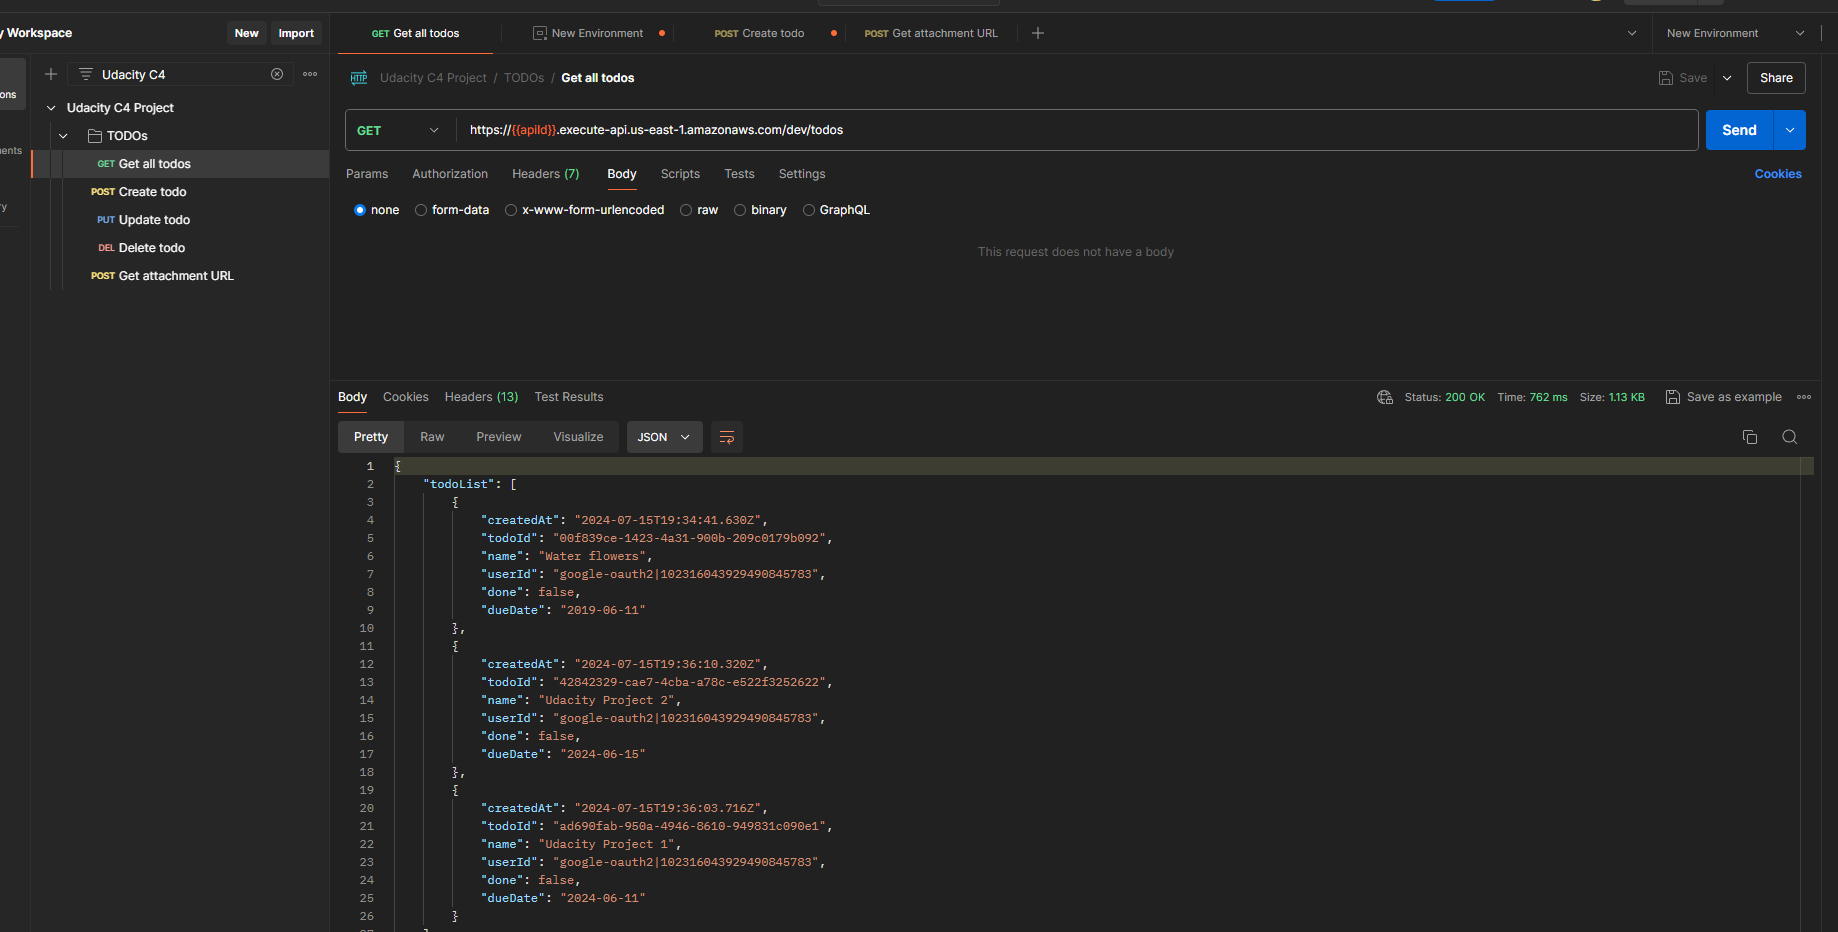 y Workspace
New
Import
GET Get all todos
New Environment
POST Create todo
POST Get attachment URL
New Environment
Udacity C4
ons
ents
ry
Udacity C4 Project
TODOs
GET Get all todos
POST Create todo
PUT Update todo
DEL Delete todo
POST Get attachment URL
HTTP
Udacity C4 Project / TODOs / Get all todos
Save
Share
GET
https://{{apiId}}.execute-api.us-east-1.amazonaws.com/dev/todos
Send
Params
Authorization
Headers (7)
Body
Scripts
Tests
Settings
Cookies
none
form-data
x-www-form-urlencoded
raw
binary
GraphQL
This request does not have a body
Body
Cookies
Headers (13)
Test Results
Status: 200 OK
Time: 762 ms
Size: 1.13 KB
Save as example
Pretty
Raw
Preview
Visualize
JSON
1 {
2 "todoList": [
3 {
4 "createdAt": "2024-07-15T19:34:41.630Z",
5 "todoId": "00f839ce-1423-4a31-900b-209c0179b092",
6 "name": "Water flowers",
7 "userId": "google-oauth2|102316043929490845783",
8 "done": false,
9 "dueDate": "2019-06-11"
10 },
11 {
12 "createdAt": "2024-07-15T19:36:10.320Z",
13 "todoId": "42842329-cae7-4cba-a78c-e522f3252622",
14 "name": "Udacity Project 2",
15 "userId": "google-oauth2|102316043929490845783",
16 "done": false,
17 "dueDate": "2024-06-15"
18 },
19 {
20 "createdAt": "2024-07-15T19:36:03.716Z",
21 "todoId": "ad690fab-950a-4946-8610-949831c090e1",
22 "name": "Udacity Project 1",
23 "userId": "google-oauth2|102316043929490845783",
24 "done": false,
25 "dueDate": "2024-06-11"
26 }